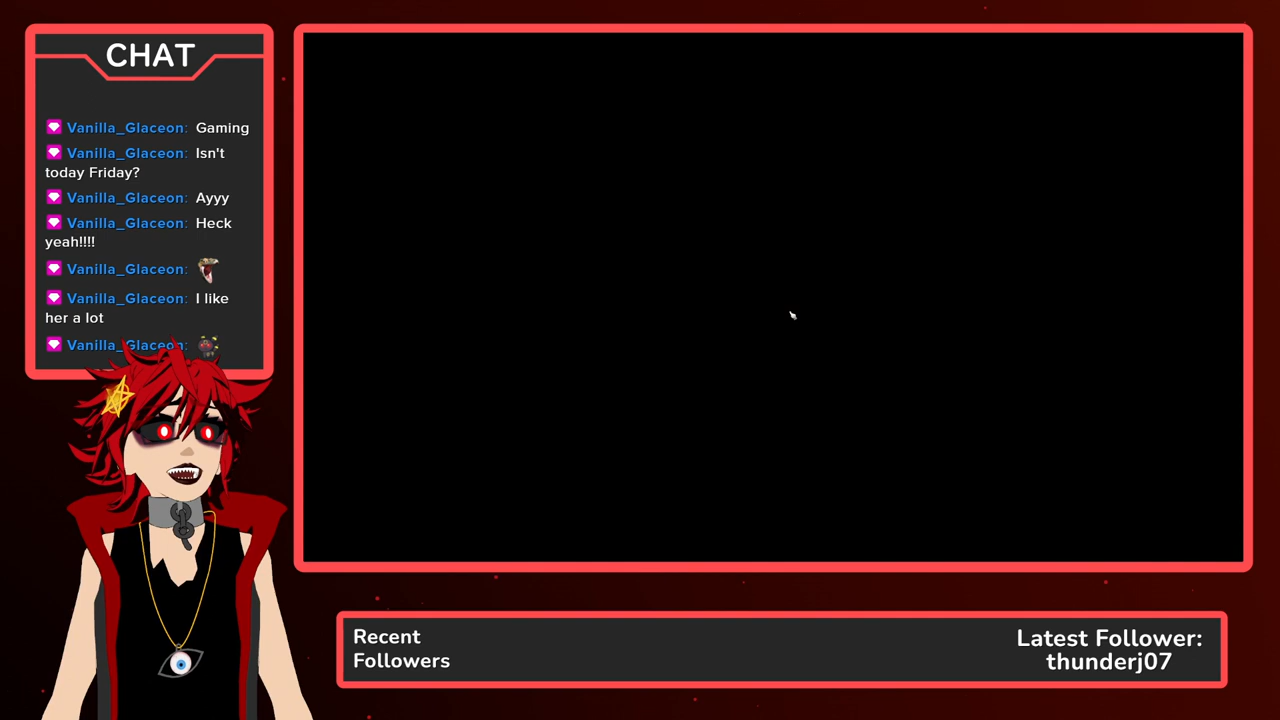 CHAT
Vanilla_Glaceon: Gaming
Vanilla_Glaceon: Isn't
today Friday?
Vanilla_Glaceon: Ayyy
Vanilla_Glaceon: Heck
yeah!!!!
Vanilla_Glaceon:
Vanilla_Glaceon: I like
her a lot
Vanilla_Glaceon:
Recent
Followers
Latest Follower:
thunderj07